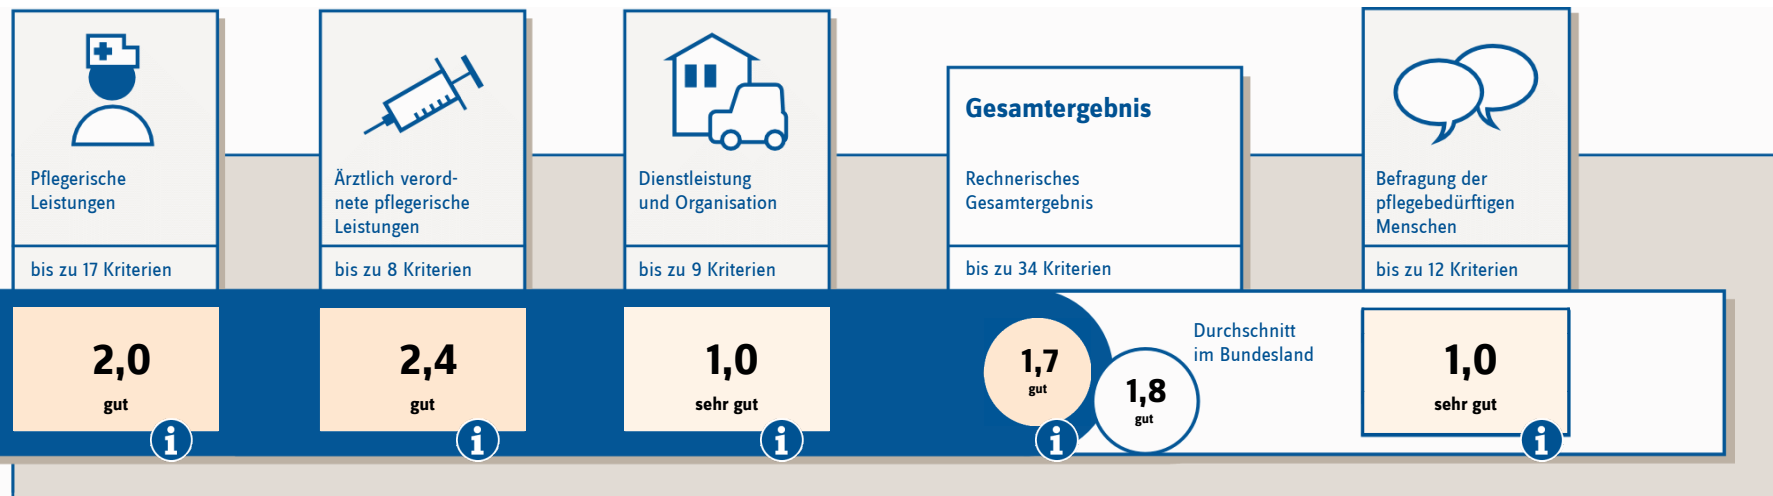 Pflegerische
Leistungen
bis zu 17 Kriterien
2,0
gut
i
Ärztlich verord-
nete pflegerische
Leistungen
bis zu 8 Kriterien
2,4
gut
i
Dienstleistung
und Organisation
bis zu 9 Kriterien
1,0
sehr gut
i
Gesamtergebnis
Rechnerisches
Gesamtergebnis
bis zu 34 Kriterien
1,7
gut
i
Durchschnitt
im Bundesland
1,8
gut
Befragung der
pflegebedürftigen
Menschen
bis zu 12 Kriterien
1,0
sehr gut
i